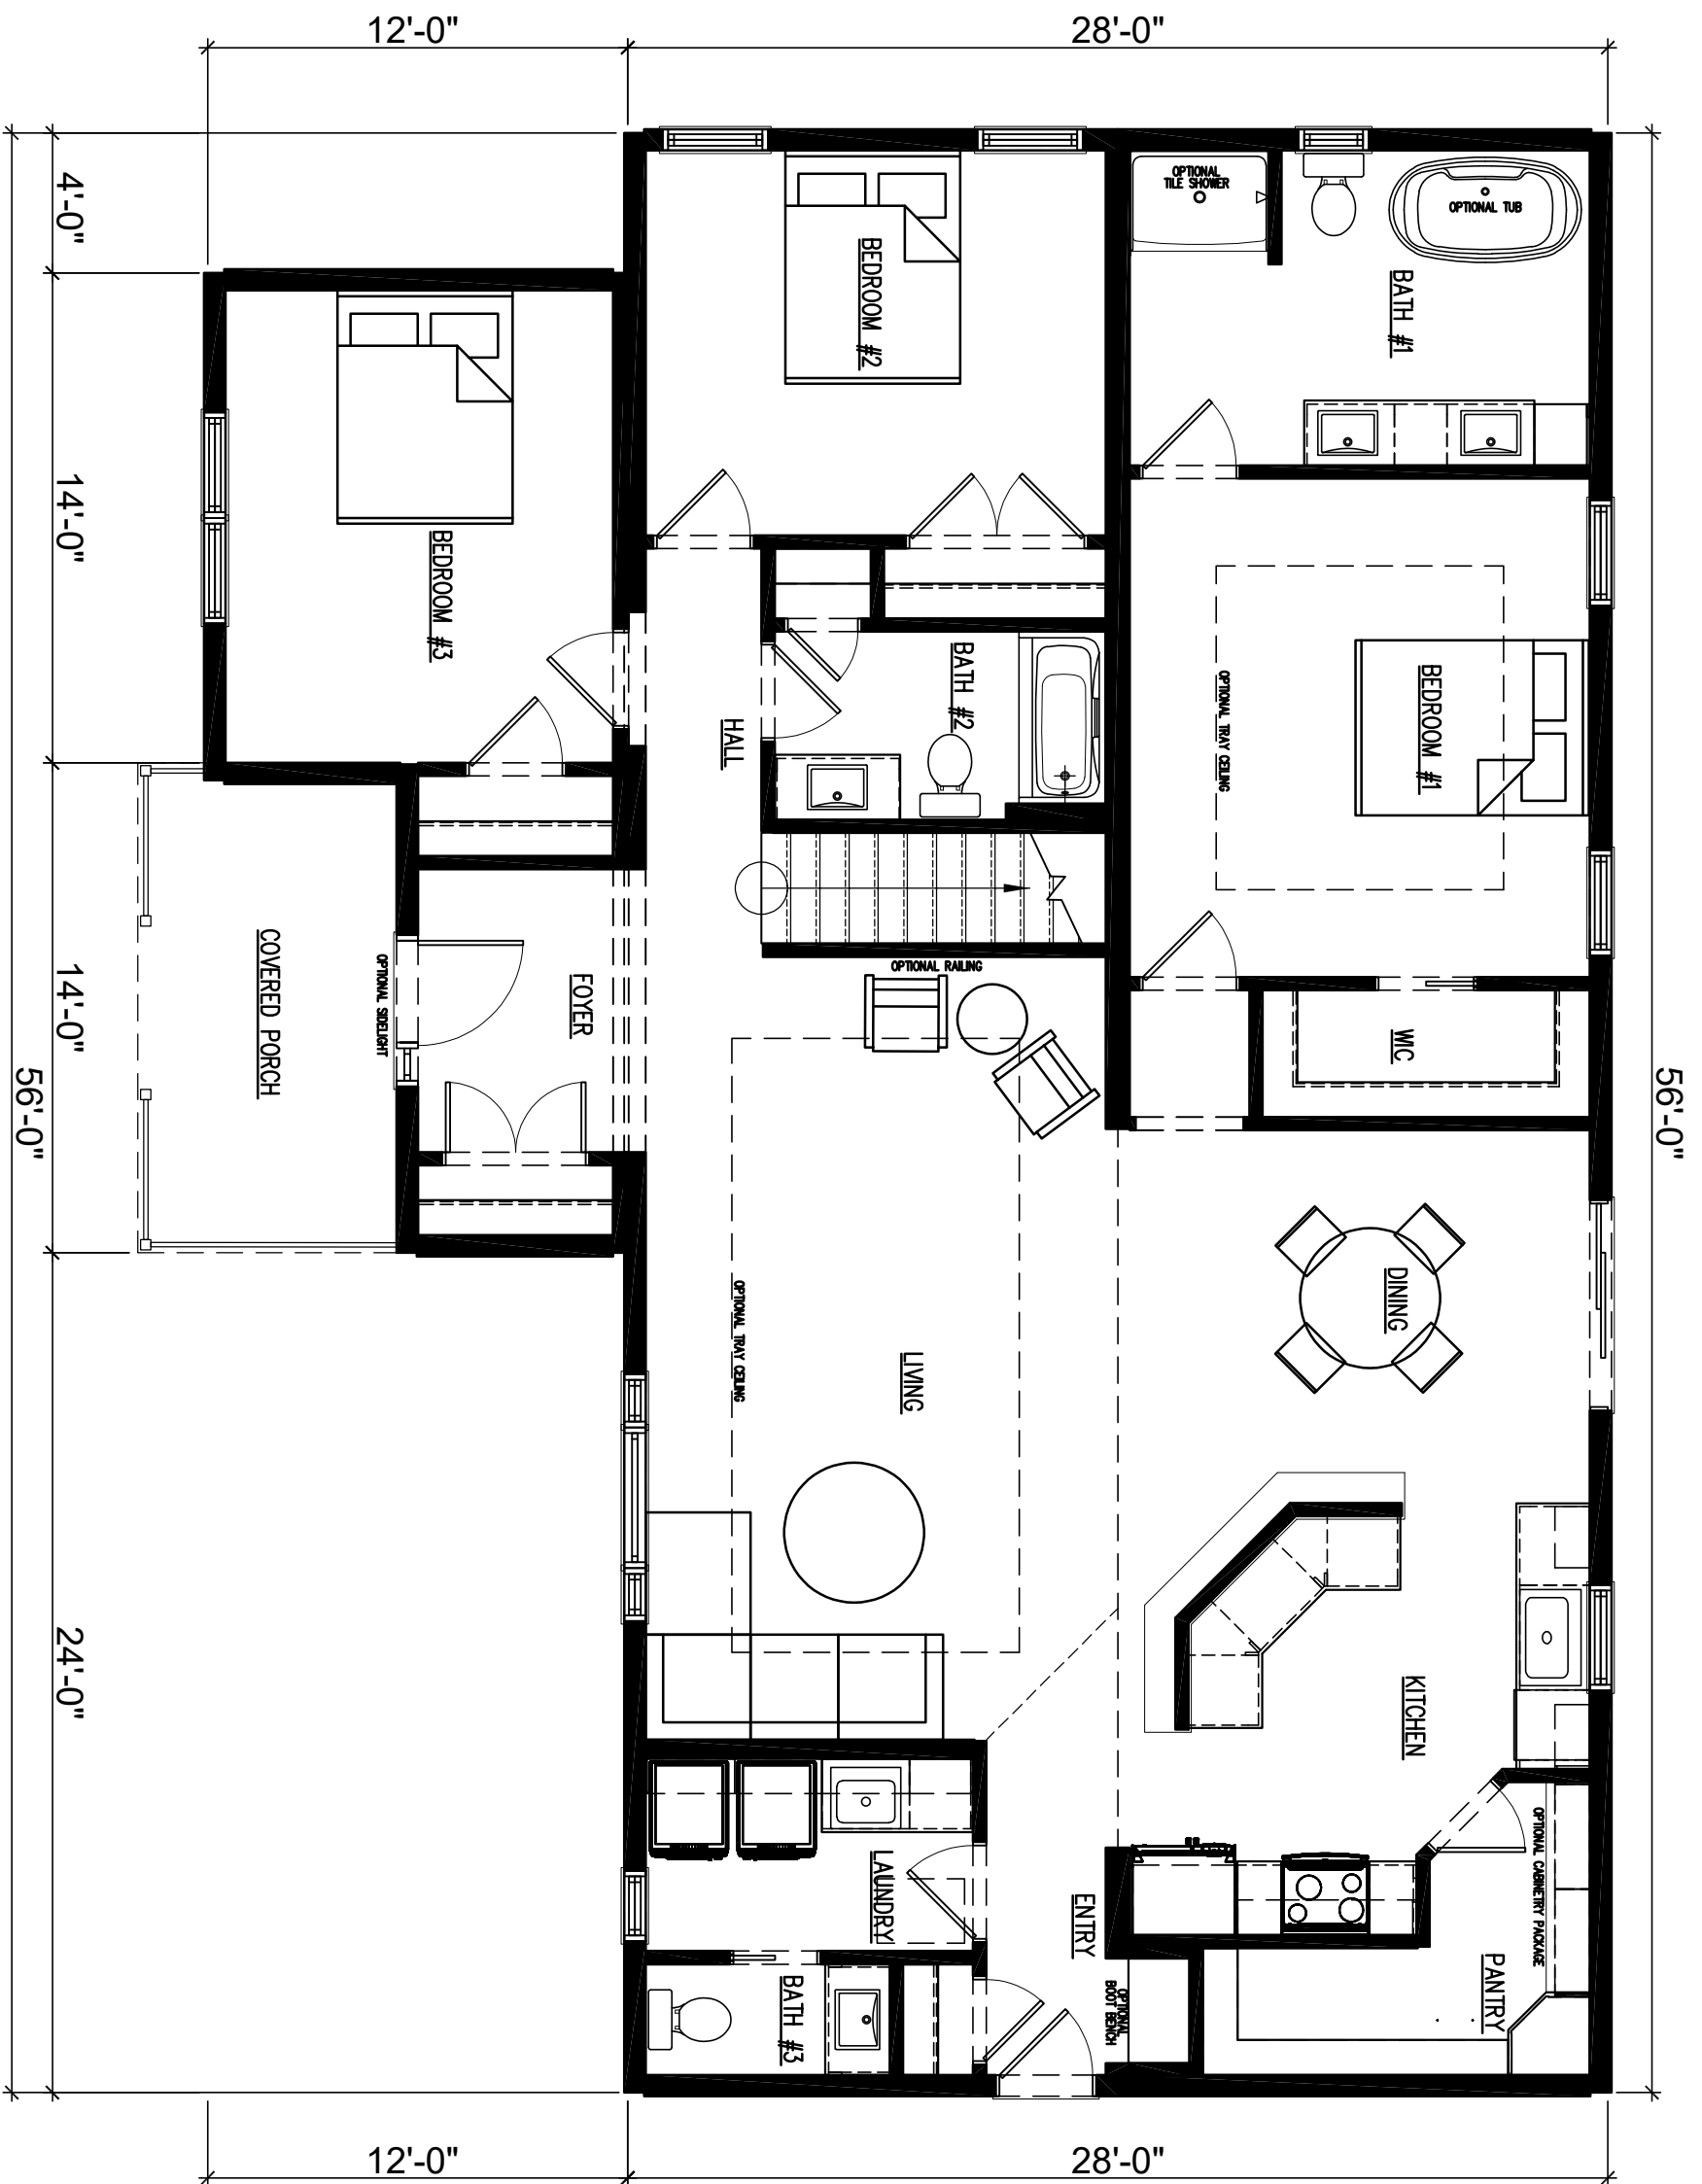 12'-0"
28'-0"
4'-0"
14'-0"
14'-0"
24'-0"
56'-0"
56'-0"
OPTIONAL
TILE SHOWER
OPTIONAL TUB
BATH #1
BEDROOM #2
BEDROOM #3
BATH #2
HALL
BEDROOM #1
OPTIONAL TRAY CEILING
OPTIONAL RAILING
WIC
FOYER
OPTIONAL SIDELIGHT
COVERED PORCH
DINING
LIVING
OPTIONAL TRAY CEILING
KITCHEN
OPTIONAL CABINETRY PACKAGE
PANTRY
ENTRY
OPTIONAL
BOOT BENCH
LAUNDRY
BATH #3
12'-0"
28'-0"